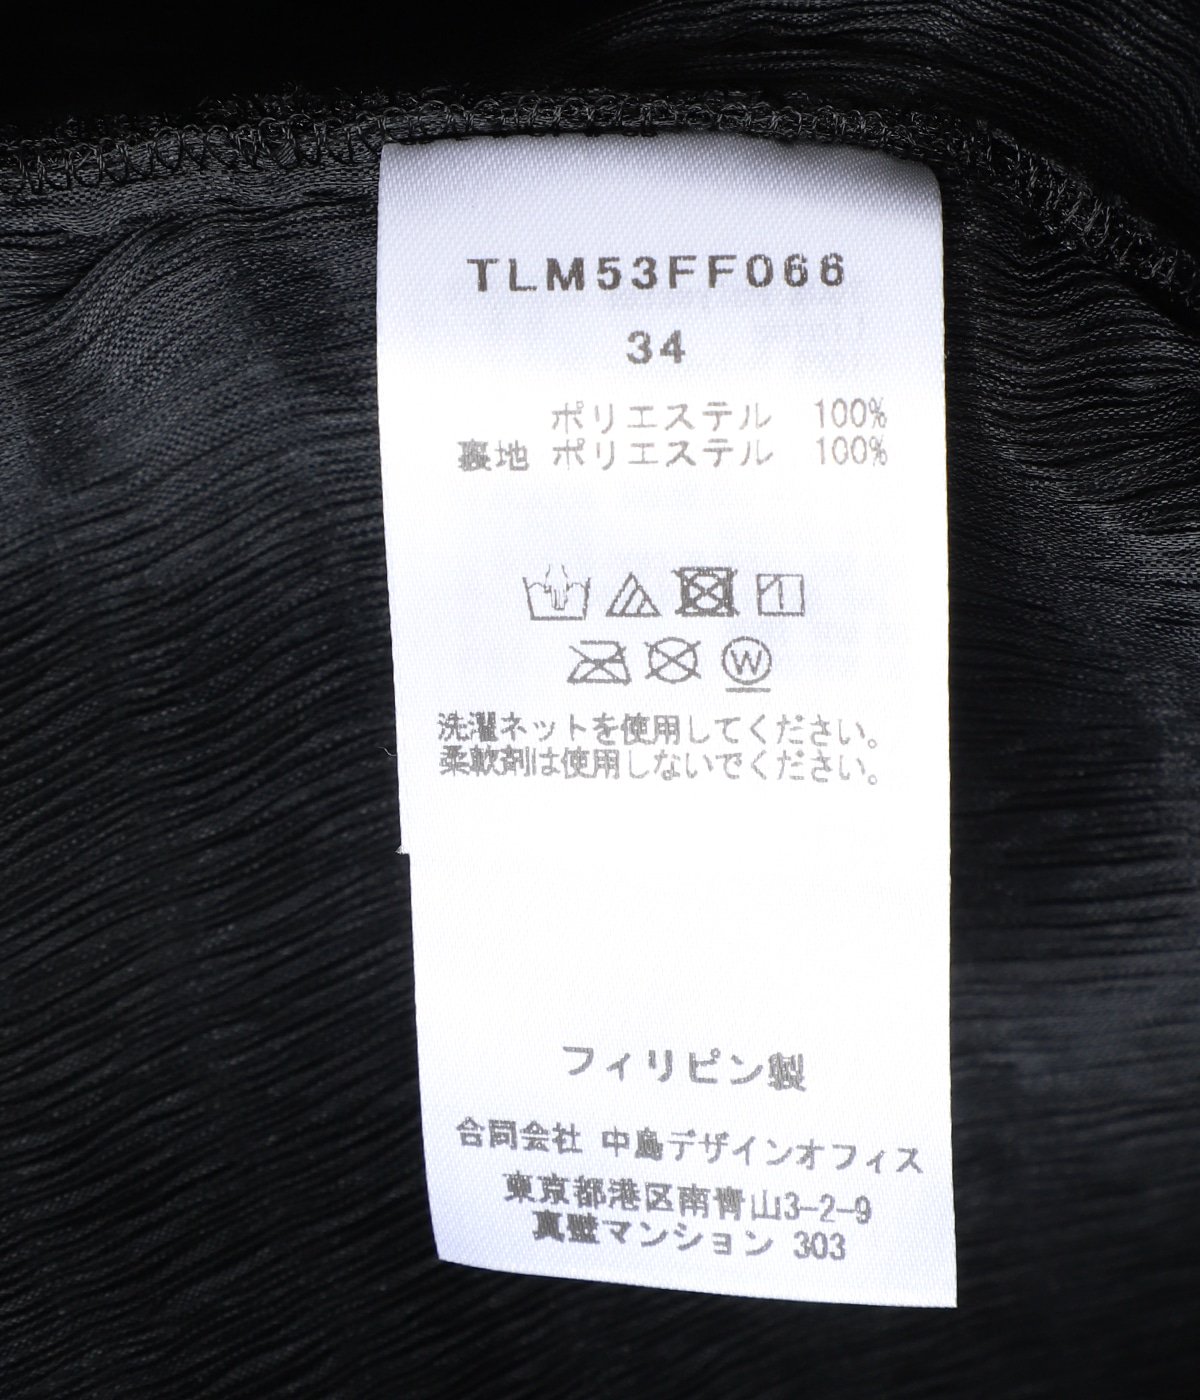 TLM53FF066
34
ポリエステル 100%
裏地 ポリエステル 100%
W
洗濯ネットを使用してください。
柔軟剤は使用しないでください。
フィリピン製
合同会社 中島デザインオフィス
東京都港区南青山3-2-9
真壁マンション 303